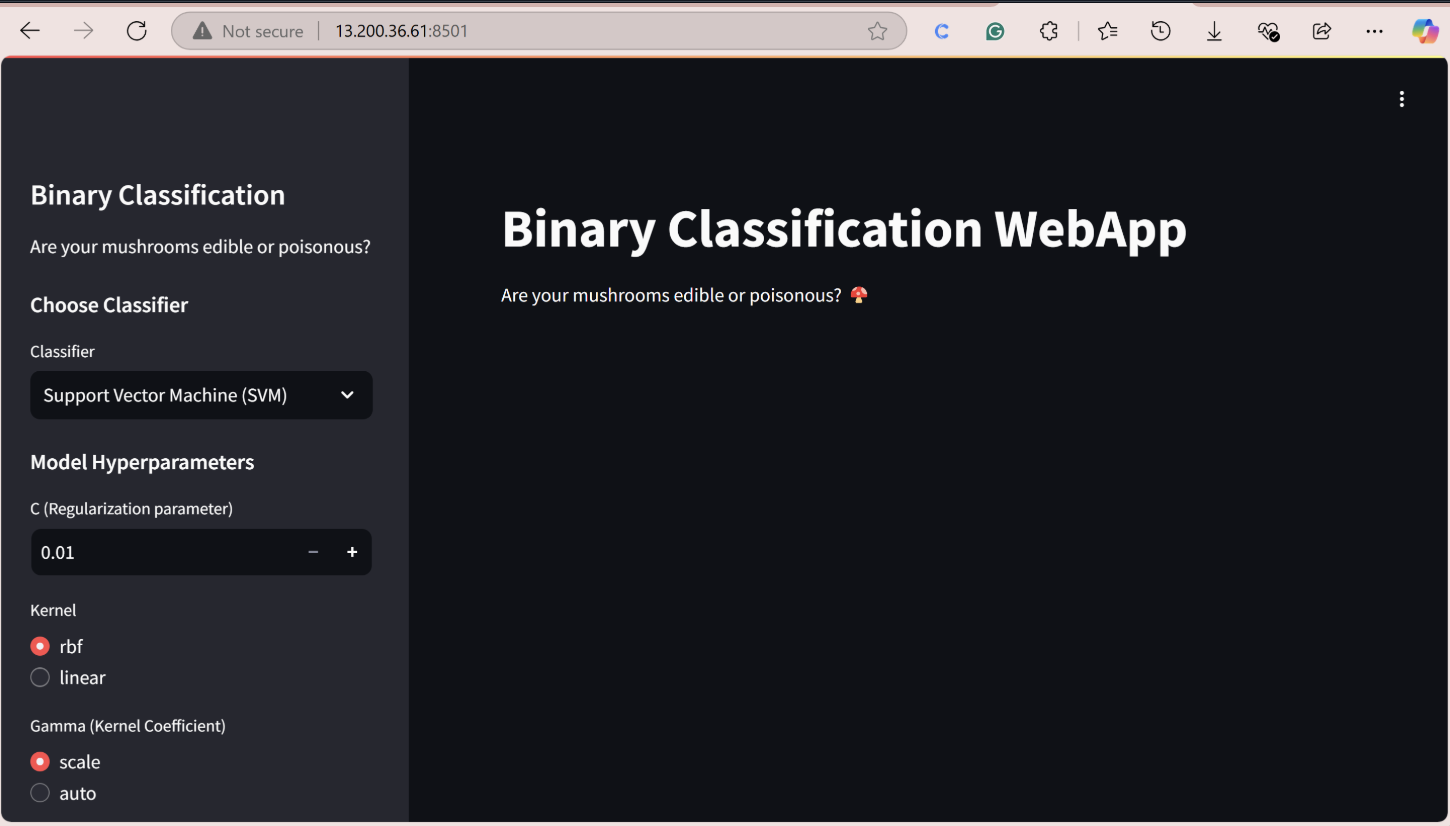 Not secure 13.200.36.61:8501
Binary Classification
Are your mushrooms edible or poisonous?
Choose Classifier
Classifier
Support Vector Machine (SVM)
Model Hyperparameters
C (Regularization parameter)
0.01
Kernel
rbf
linear
Gamma (Kernel Coefficient)
scale
auto
Binary Classification WebApp
Are your mushrooms edible or poisonous? 🍄